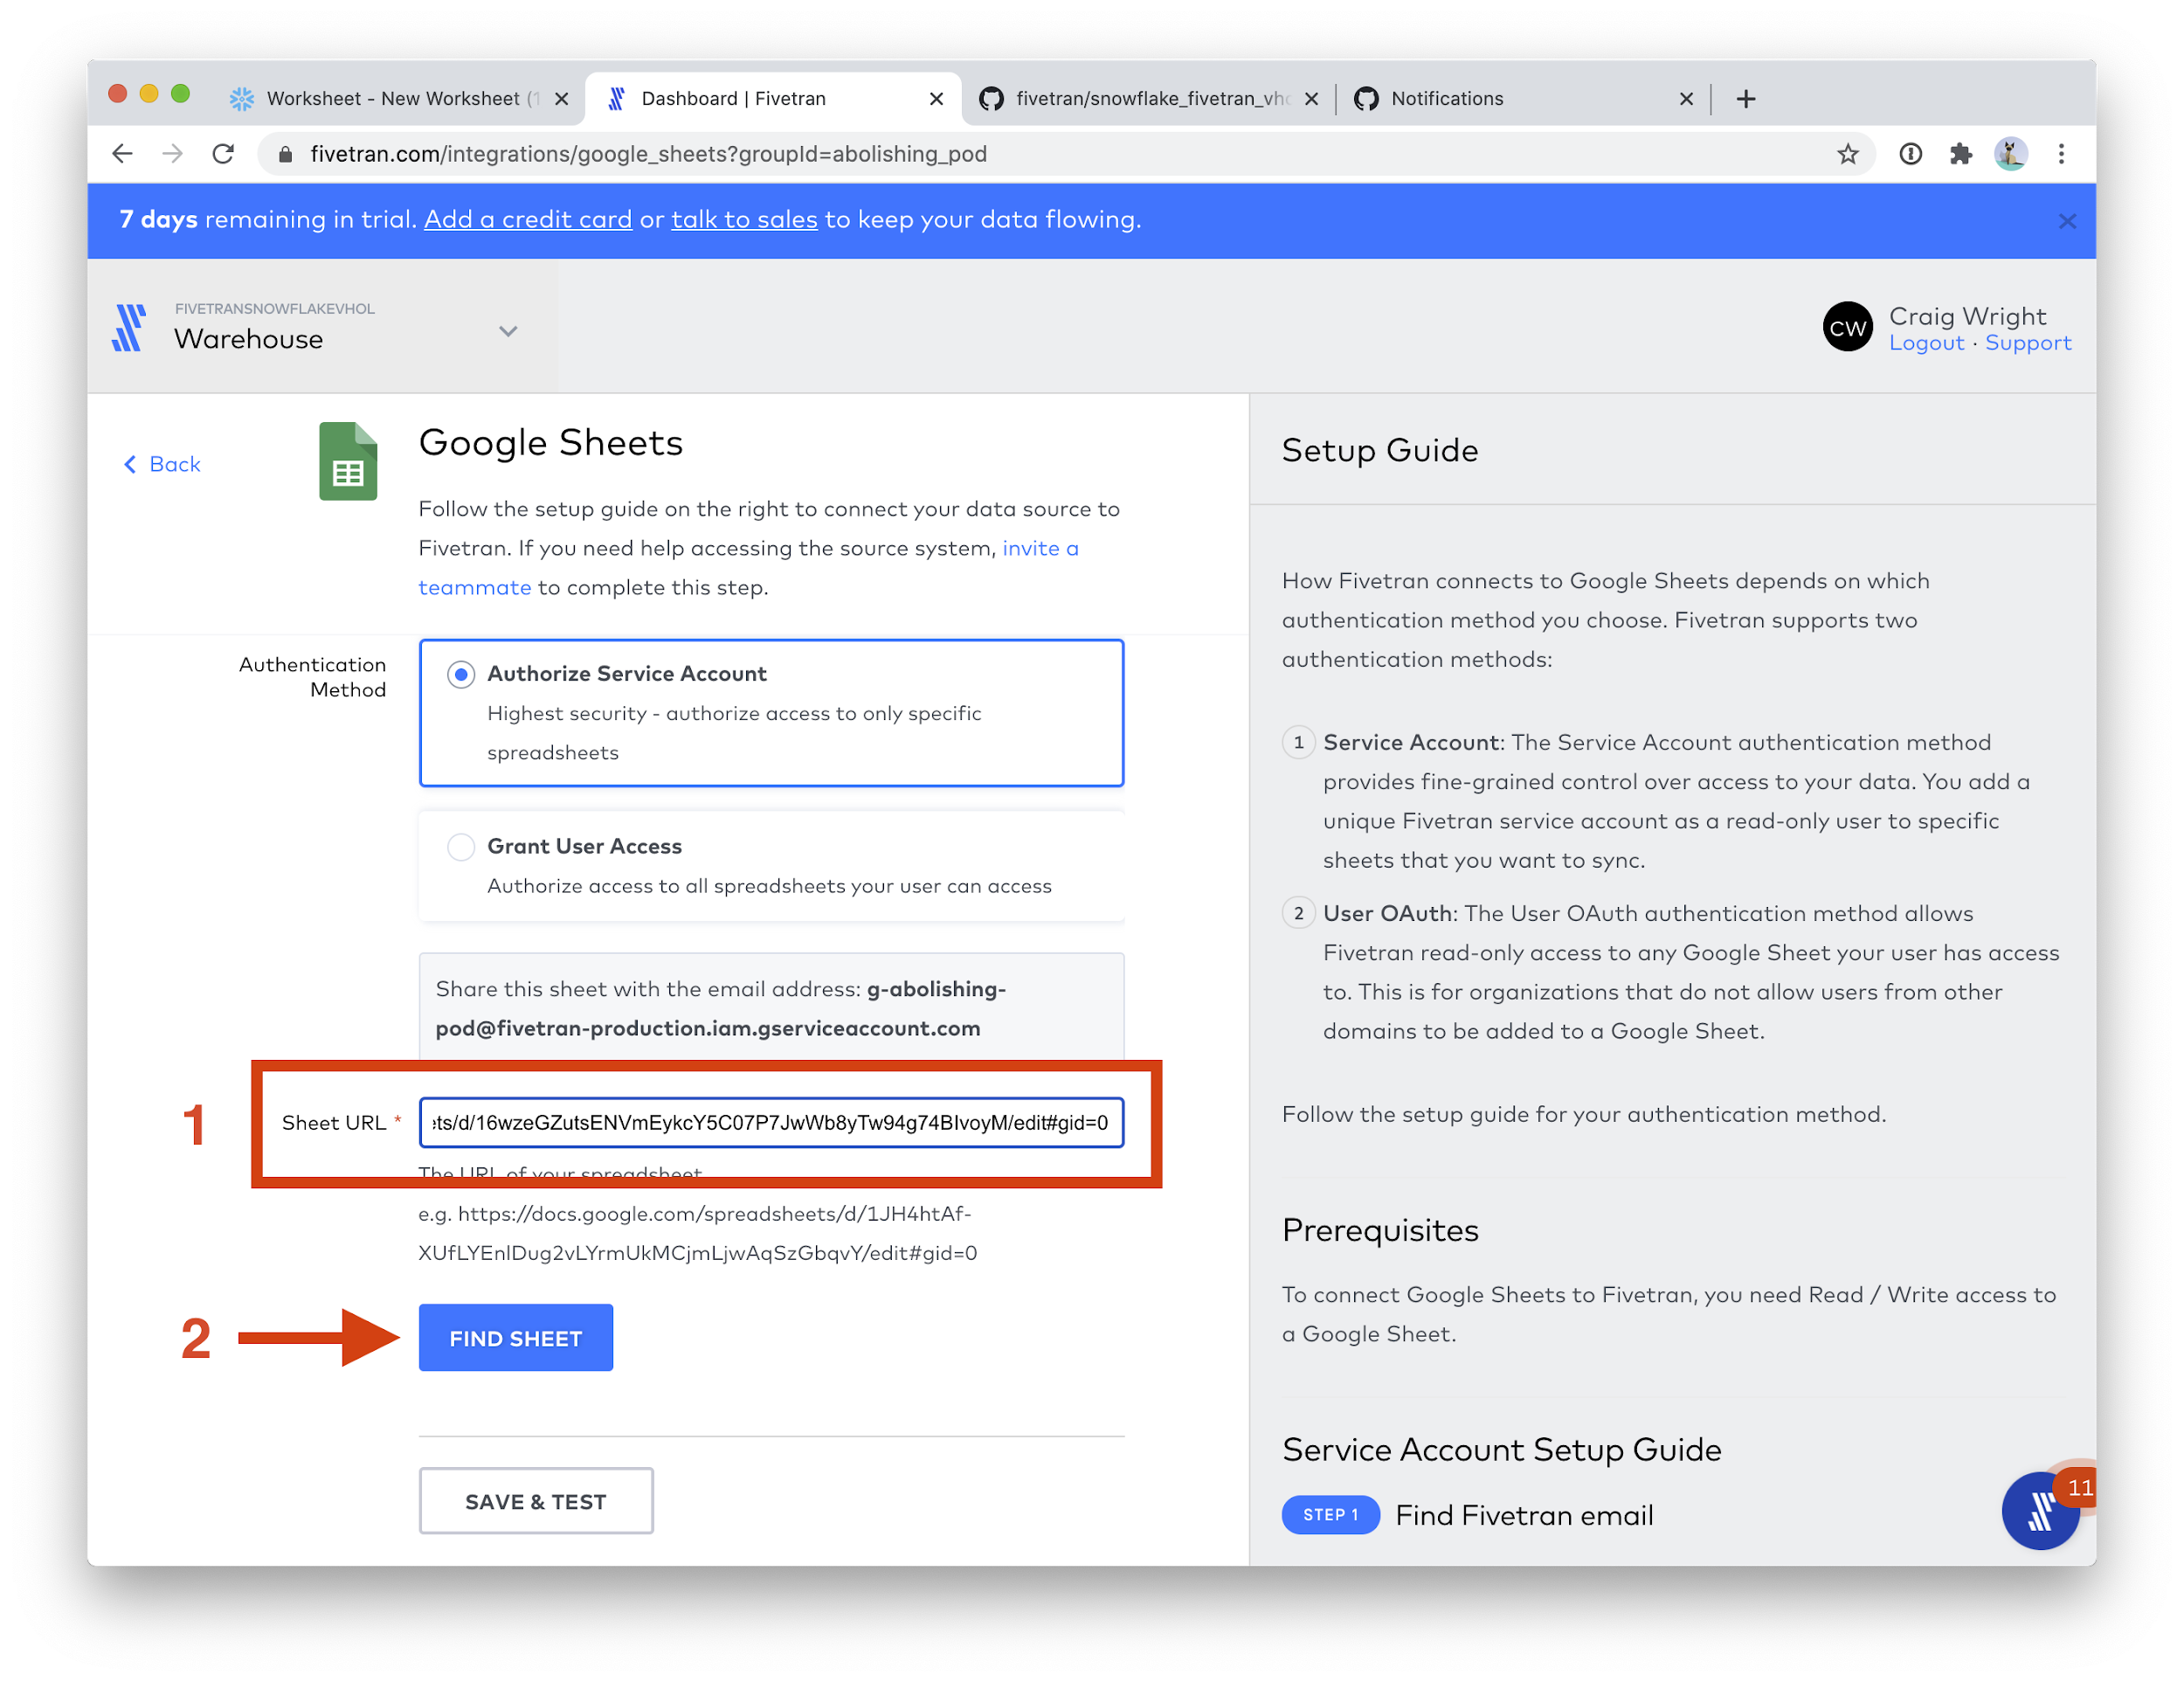 Worksheet - New Worksheet (1
Dashboard | Fivetran
fivetran/snowflake_fivetran_vho
Notifications
fivetran.com/integrations/google_sheets?groupId=abolishing_pod
7 days remaining in trial. Add a credit card or talk to sales to keep your data flowing.
FIVETRANSNOWFLAKEVHOL
Warehouse
CW
Craig Wright
Logout · Support
Back
Google Sheets
Follow the setup guide on the right to connect your data source to
Fivetran. If you need help accessing the source system, invite a
teammate to complete this step.
Authentication
Method
Authorize Service Account
Highest security - authorize access to only specific
spreadsheets
Grant User Access
Authorize access to all spreadsheets your user can access
Share this sheet with the email address: g-abolishing-
pod@fivetran-production.iam.gserviceaccount.com
1
Sheet URL *
ets/d/16wzeGZutsENVmEykcY5C07P7JwWb8yTw94g74BIvoyM/edit#gid=0
The URL of your spreadsheet
e.g. https://docs.google.com/spreadsheets/d/1JH4htAf-
XUfLYEnlDug2vLYrmUkMCjmLjwAqSzGbqvY/edit#gid=0
2
FIND SHEET
SAVE & TEST
Setup Guide
How Fivetran connects to Google Sheets depends on which
authentication method you choose. Fivetran supports two
authentication methods:
1 Service Account: The Service Account authentication method
provides fine-grained control over access to your data. You add a
unique Fivetran service account as a read-only user to specific
sheets that you want to sync.
2 User OAuth: The User OAuth authentication method allows
Fivetran read-only access to any Google Sheet your user has access
to. This is for organizations that do not allow users from other
domains to be added to a Google Sheet.
Follow the setup guide for your authentication method.
Prerequisites
To connect Google Sheets to Fivetran, you need Read / Write access to
a Google Sheet.
Service Account Setup Guide
STEP 1 Find Fivetran email
11